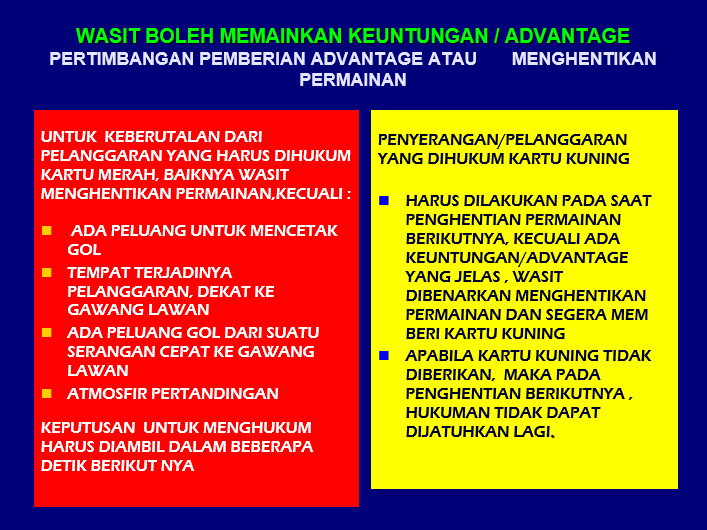 WASIT BOLEH MEMAINKAN KEUNTUNGAN / ADVANTAGE
PERTIMBANGAN PEMBERIAN ADVANTAGE ATAU MENGHENTIKAN
PERMAINAN
UNTUK KEBERUTALAN DARI
PELANGGARAN YANG HARUS DIHUKUM
KARTU MERAH, BAIKNYA WASIT
MENGHENTIKAN PERMAINAN,KECUALI :
ADA PELUANG UNTUK MENCETAK
GOL
TEMPAT TERJADINYA
PELANGGARAN, DEKAT KE
GAWANG LAWAN
ADA PELUANG GOL DARI SUATU
SERANGAN CEPAT KE GAWANG
LAWAN
ATMOSFIR PERTANDINGAN
KEPUTUSAN UNTUK MENGHUKUM
HARUS DIAMBIL DALAM BEBERAPA
DETIK BERIKUT NYA
PENYERANGAN/PELANGGARAN
YANG DIHUKUM KARTU KUNING
HARUS DILAKUKAN PADA SAAT
PENGHENTIAN PERMAINAN
BERIKUTNYA, KECUALI ADA
KEUNTUNGAN/ADVANTAGE
YANG JELAS , WASIT
DIBENARKAN MENGHENTIKAN
PERMAINAN DAN SEGERA MEM
BERI KARTU KUNING
APABILA KARTU KUNING TIDAK
DIBERIKAN, MAKA PADA
PENGHENTIAN BERIKUTNYA ,
HUKUMAN TIDAK DAPAT
DIJATUHKAN LAGI.